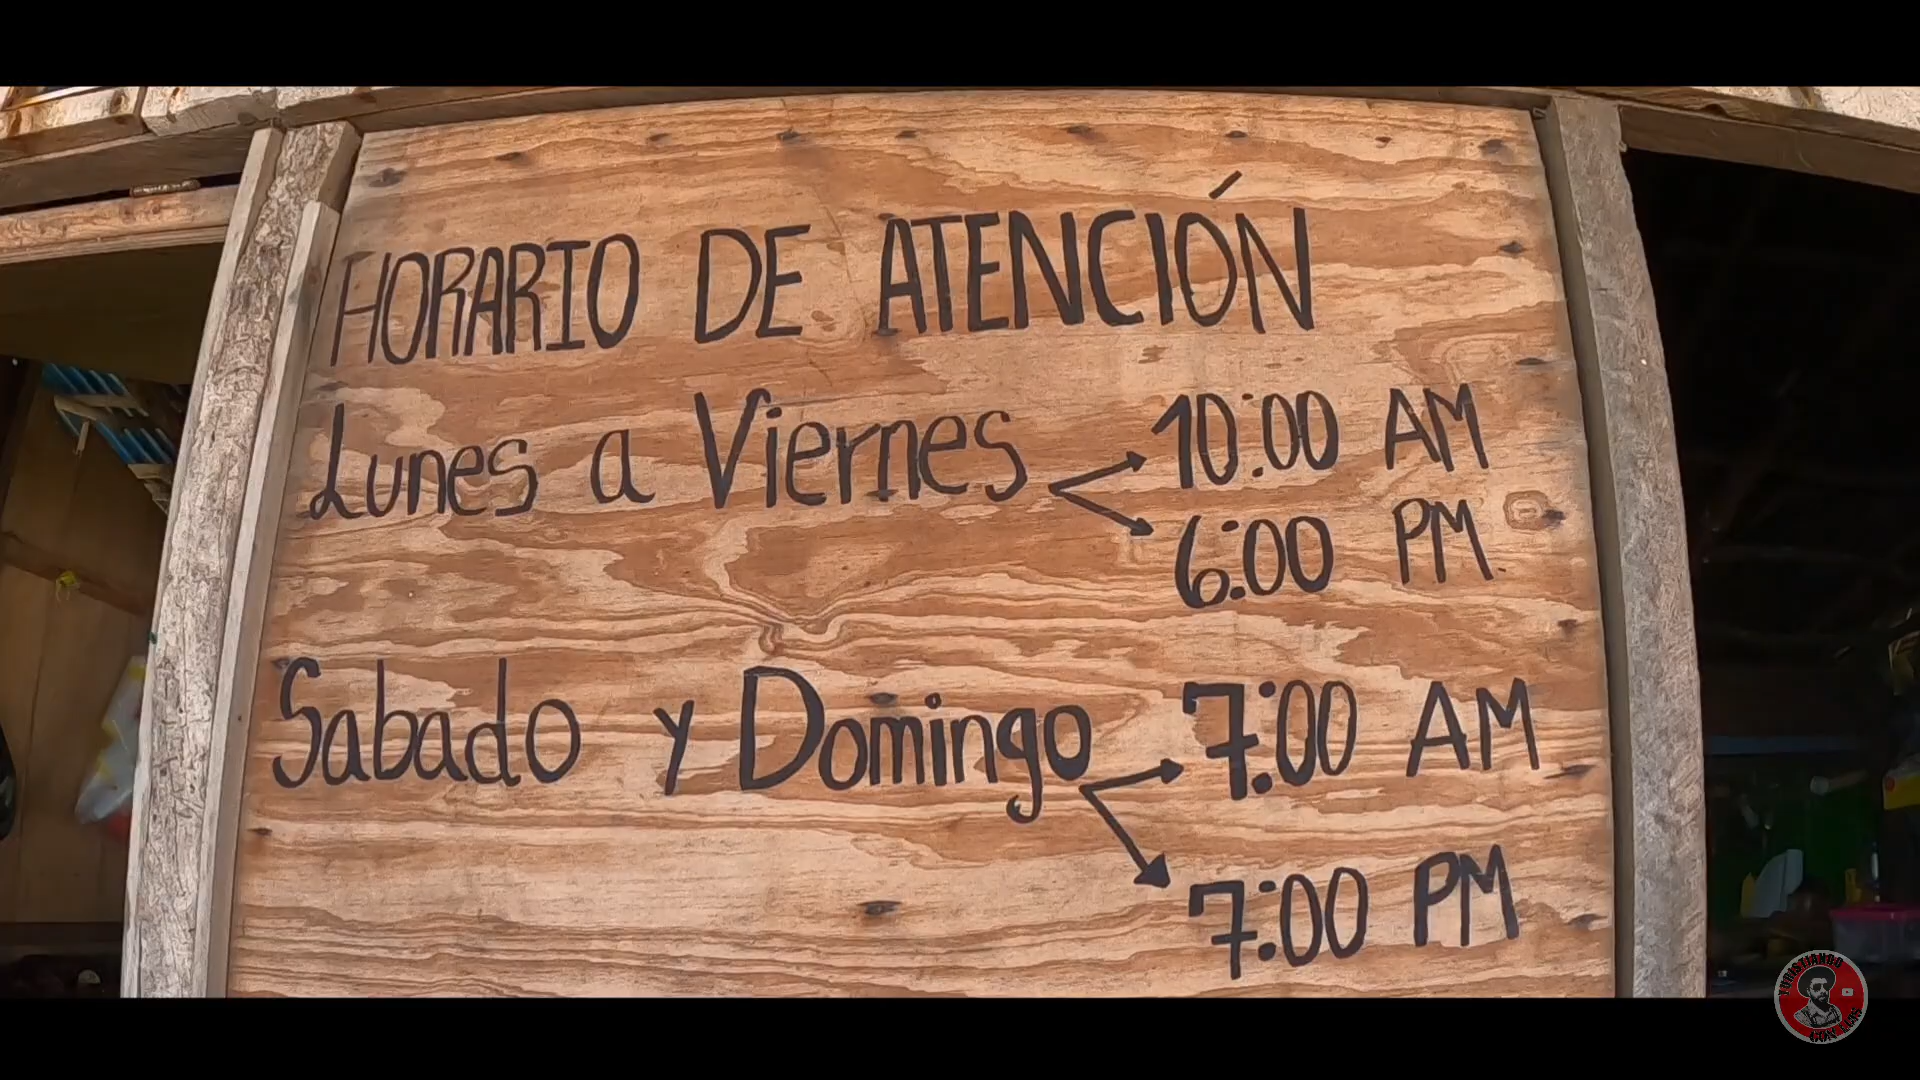 HORARIO DE ATENCIÓN
Lunes a Viernes 10:00 AM
6:00 PM
Sabado y Domingo 7:00 AM
7:00 PM